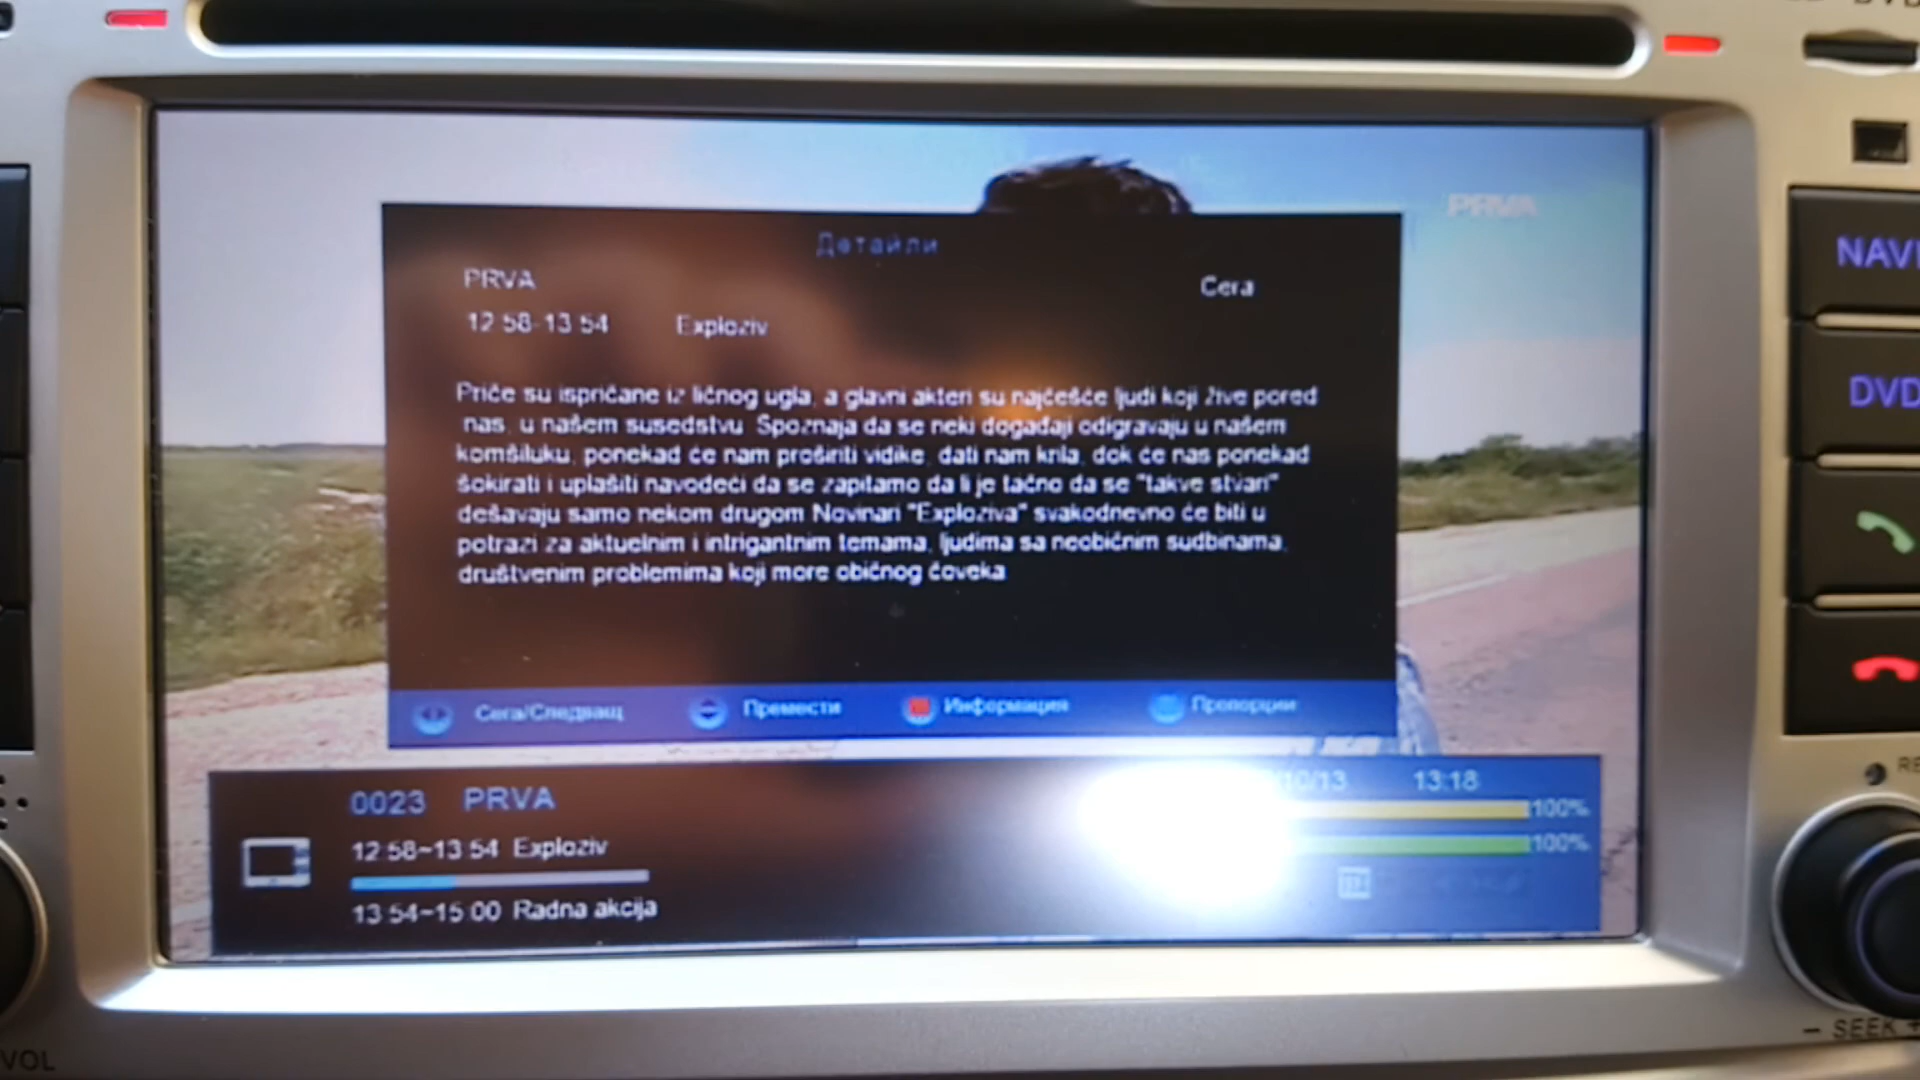 PRVA
Детайли
PRVA
Сега
12:58-13:54 Exploziv
Priče su ispričane iz ličnog ugla, a glavni akteri su najčešće ljudi koji žive pored
nas, u našem susedstvu. Spoznaja da se neki događaji odigravaju u našem
komšiluku, ponekad će nam proširiti vidike, dati nam krila, dok će nas ponekad
šokirati i uplašiti navodeći da se zapitamo da li je tačno da se "takve stvari"
dešavaju samo nekom drugom. Novinari "Exploziva" svakodnevno će biti u
potrazi za aktuelnim i intrigantnim temama, ljudima sa neobičnim sudbinama,
društvenim problemima koji more običnog čoveka
Сега/Следващ Премести Информация Пропорции
0023 PRVA
/10/13 13:18
100%
12:58~13:54 Exploziv
100%
13:54~15:00 Radna akcija
NAVI
DVD
VOL
– SEEK +